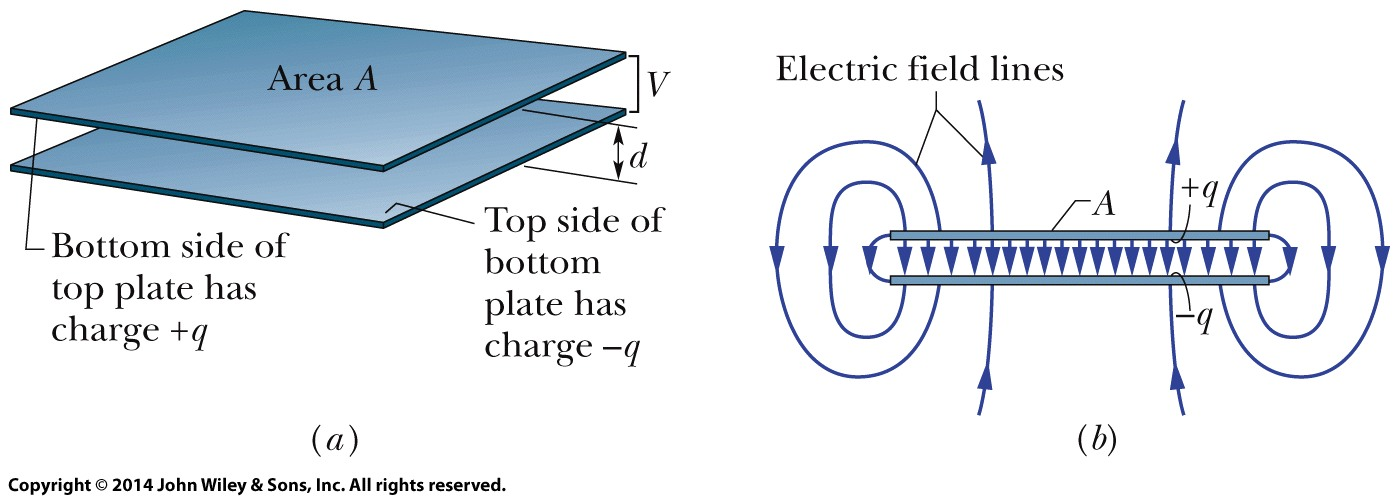 Area A
V
d
Bottom side of
top plate has
charge +q
Top side of
bottom
plate has
charge −q
(a)
Electric field lines
A
+q
−q
(b)
Copyright © 2014 John Wiley & Sons, Inc. All rights reserved.